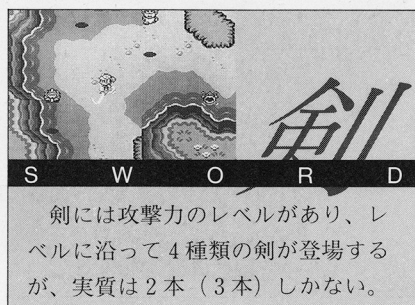 剣
SWORD
剣には攻撃力のレベルがあり、レ
ベルに沿って4種類の剣が登場する
が、実質は2本（3本）しかない。